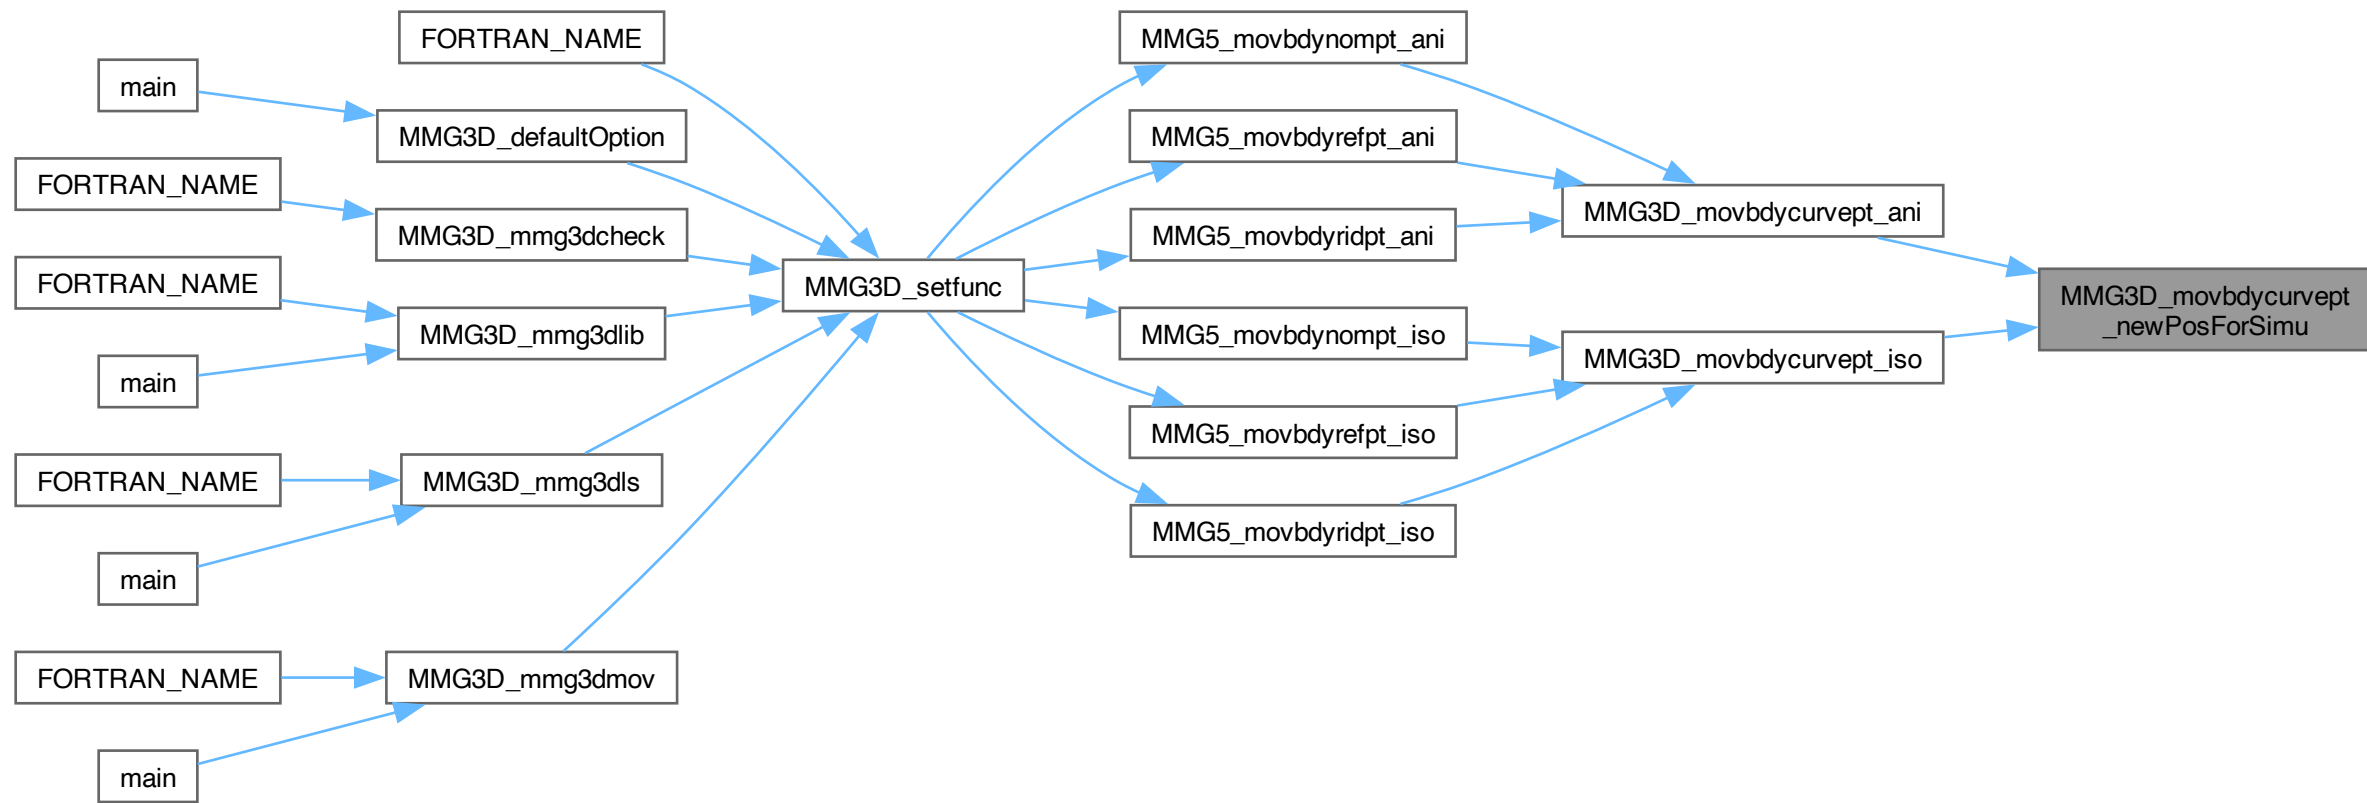 FORTRAN_NAME
main
MMG3D_defaultOption
FORTRAN_NAME
MMG3D_mmg3dcheck
FORTRAN_NAME
MMG3D_mmg3dlib
main
FORTRAN_NAME
MMG3D_mmg3dls
main
FORTRAN_NAME
MMG3D_mmg3dmov
main
MMG3D_setfunc
MMG5_movbdynompt_ani
MMG5_movbdyrefpt_ani
MMG5_movbdyridpt_ani
MMG5_movbdynompt_iso
MMG5_movbdyrefpt_iso
MMG5_movbdyridpt_iso
MMG3D_movbdycurvept_ani
MMG3D_movbdycurvept_iso
MMG3D_movbdycurvept
_newPosForSimu